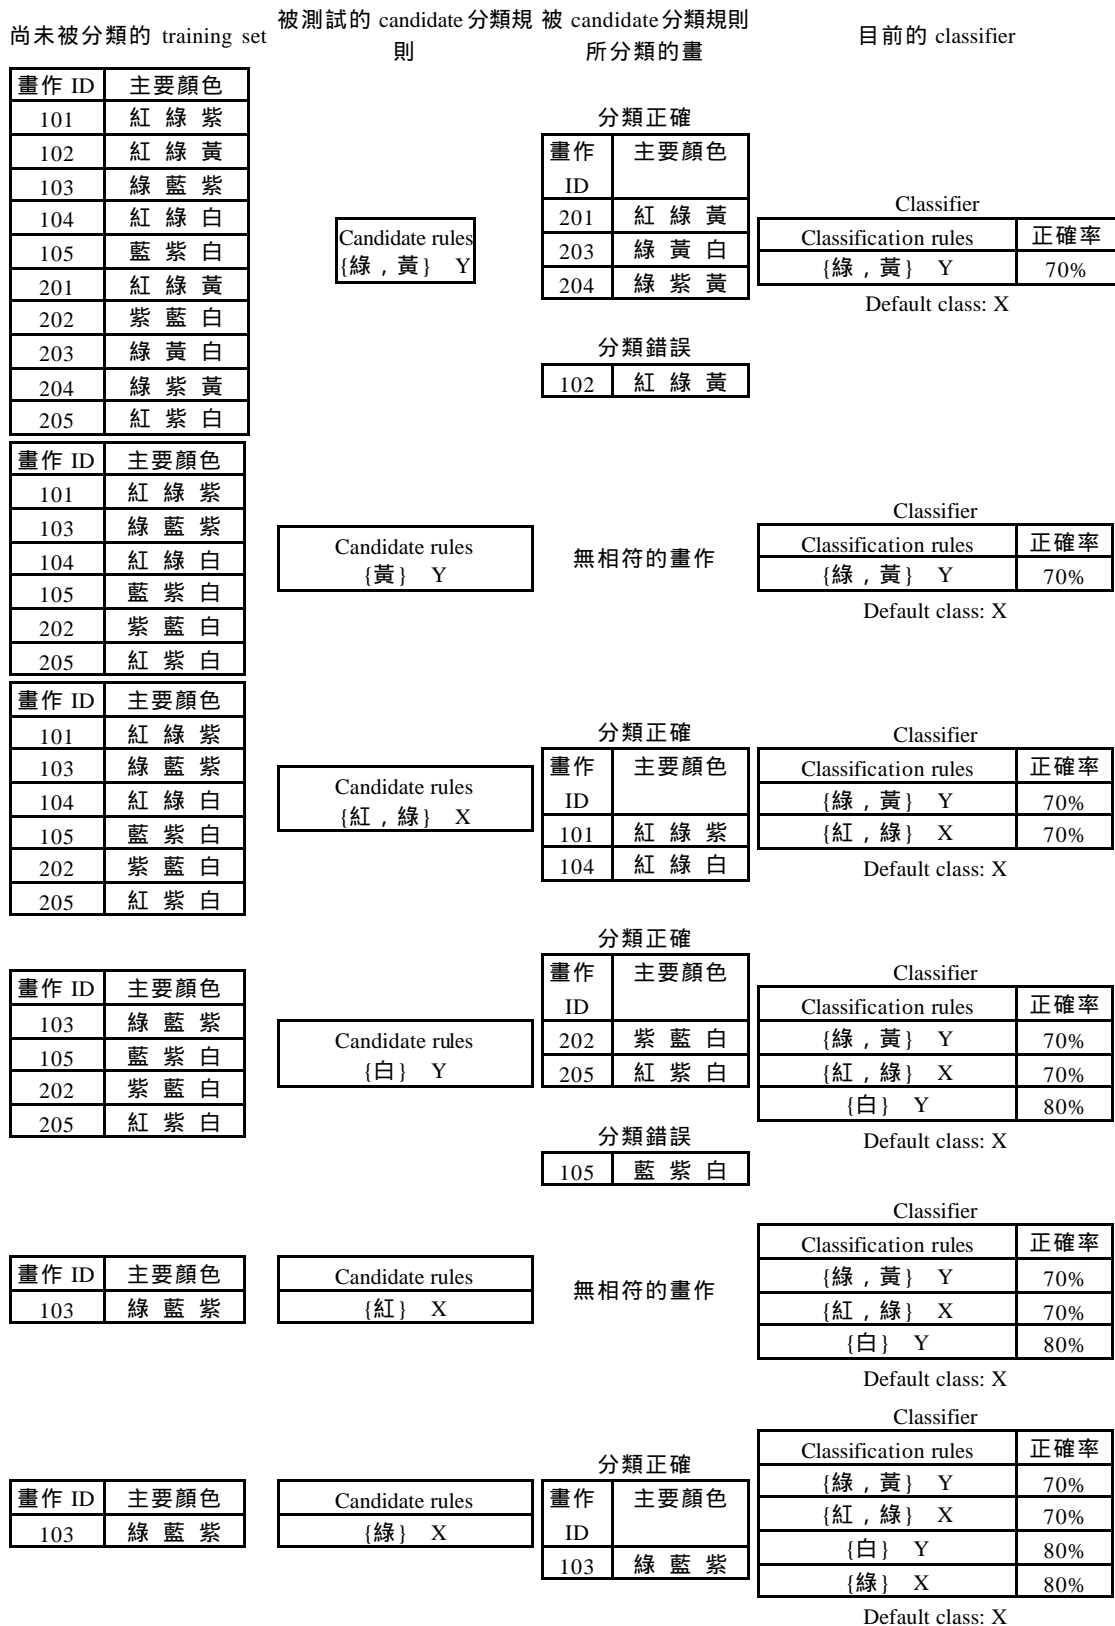 尚未被分類的 training set
被測試的 candidate 分類規
則
被 candidate 分類規則
所分類的畫
目前的 classifier
畫作 ID 主要顏色
101 紅 綠 紫
102 紅 綠 黃
103 綠 藍 紫
104 紅 綠 白
105 藍 紫 白
201 紅 綠 黃
202 紫 藍 白
203 綠 黃 白
204 綠 紫 黃
205 紅 紫 白
Candidate rules
{綠，黃} Y
分類正確
畫作 主要顏色
ID
201 紅 綠 黃
203 綠 黃 白
204 綠 紫 黃
分類錯誤
102 紅 綠 黃
Classifier
Classification rules 正確率
{綠，黃} Y 70%
Default class: X
畫作 ID 主要顏色
101 紅 綠 紫
103 綠 藍 紫
104 紅 綠 白
105 藍 紫 白
202 紫 藍 白
205 紅 紫 白
Candidate rules
{黃} Y
無相符的畫作
Classifier
Classification rules 正確率
{綠，黃} Y 70%
Default class: X
畫作 ID 主要顏色
101 紅 綠 紫
103 綠 藍 紫
104 紅 綠 白
105 藍 紫 白
202 紫 藍 白
205 紅 紫 白
Candidate rules
{紅，綠} X
分類正確
畫作 主要顏色
ID
101 紅 綠 紫
104 紅 綠 白
Classifier
Classification rules 正確率
{綠，黃} Y 70%
{紅，綠} X 70%
Default class: X
畫作 ID 主要顏色
103 綠 藍 紫
105 藍 紫 白
202 紫 藍 白
205 紅 紫 白
Candidate rules
{白} Y
分類正確
畫作 主要顏色
ID
202 紫 藍 白
205 紅 紫 白
分類錯誤
105 藍 紫 白
Classifier
Classification rules 正確率
{綠，黃} Y 70%
{紅，綠} X 70%
{白} Y 80%
Default class: X
畫作 ID 主要顏色
103 綠 藍 紫
Candidate rules
{紅} X
無相符的畫作
Classifier
Classification rules 正確率
{綠，黃} Y 70%
{紅，綠} X 70%
{白} Y 80%
Default class: X
畫作 ID 主要顏色
103 綠 藍 紫
Candidate rules
{綠} X
分類正確
畫作 主要顏色
ID
103 綠 藍 紫
Classifier
Classification rules 正確率
{綠，黃} Y 70%
{紅，綠} X 70%
{白} Y 80%
{綠} X 80%
Default class: X